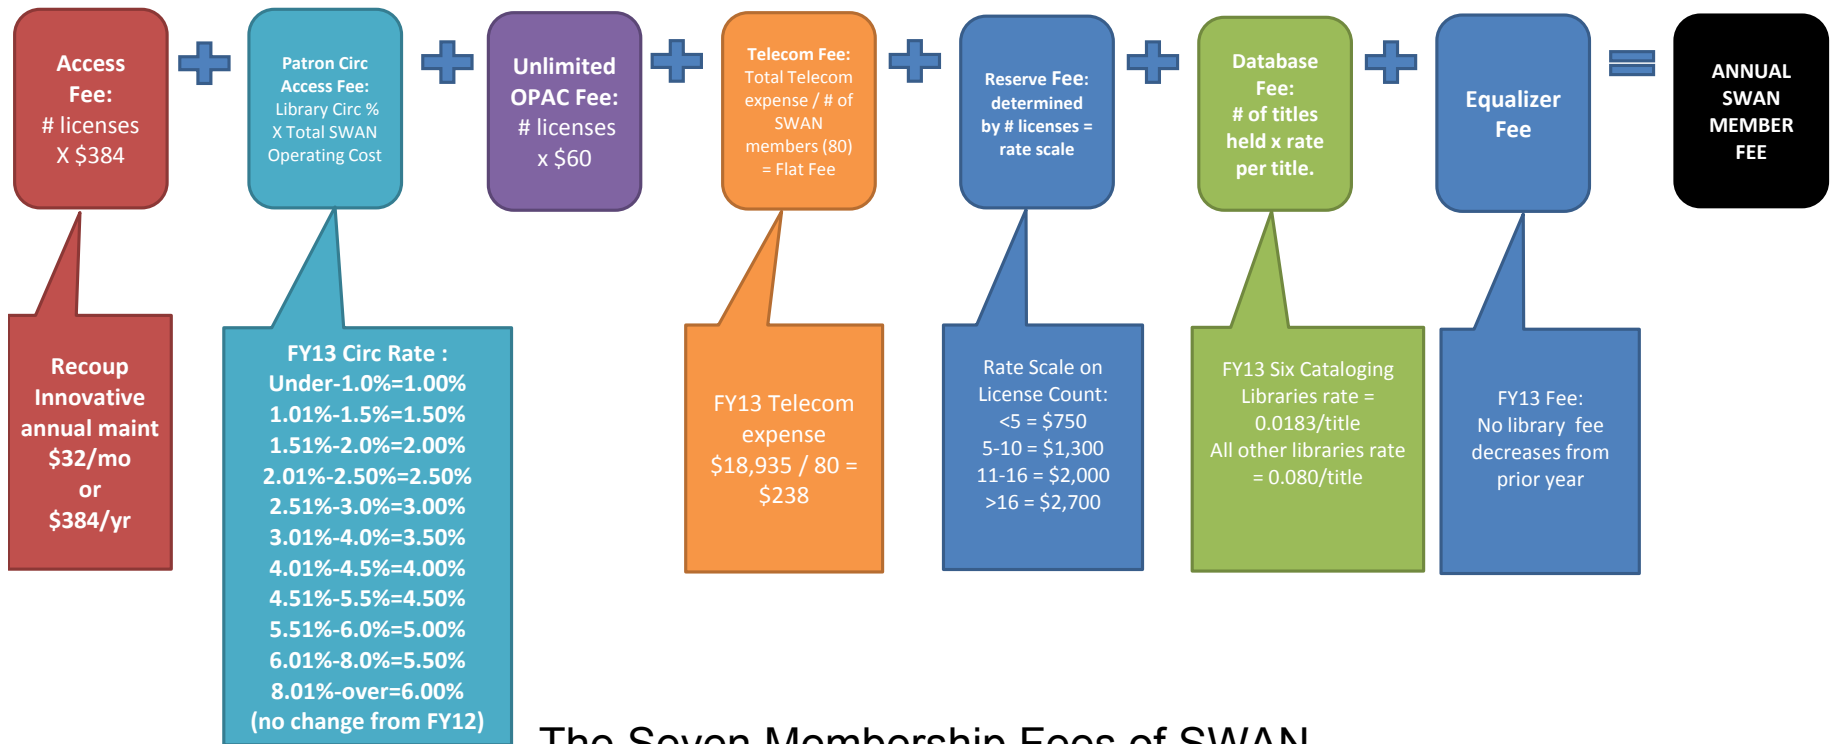 Access
Fee:
# licenses
X $384
Patron Circ
Access Fee:
Library Circ %
X Total SWAN
Operating Cost
Unlimited
OPAC Fee:
# licenses
x $60
Telecom Fee:
Total Telecom
expense / # of
SWAN
members (80)
= Flat Fee
Reserve Fee:
determined
by # licenses =
rate scale
Database
Fee:
# of titles
held x rate
per title.
Equalizer
Fee
ANNUAL
SWAN
MEMBER
FEE
Recoup
Innovative
annual maint
$32/mo
or
$384/yr
FY13 Circ Rate :
Under-1.0%=1.00%
1.01%-1.5%=1.50%
1.51%-2.0%=2.00%
2.01%-2.50%=2.50%
2.51%-3.0%=3.00%
3.01%-4.0%=3.50%
4.01%-4.5%=4.00%
4.51%-5.5%=4.50%
5.51%-6.0%=5.00%
6.01%-8.0%=5.50%
8.01%-over=6.00%
(no change from FY12)
FY13 Telecom
expense
$18,935 / 80 =
$238
Rate Scale on
License Count:
<5 = $750
5-10 = $1,300
11-16 = $2,000
>16 = $2,700
FY13 Six Cataloging
Libraries rate =
0.0183/title
All other libraries rate
= 0.080/title
FY13 Fee:
No library fee
decreases from
prior year
The Seven Membership Fees of SWAN